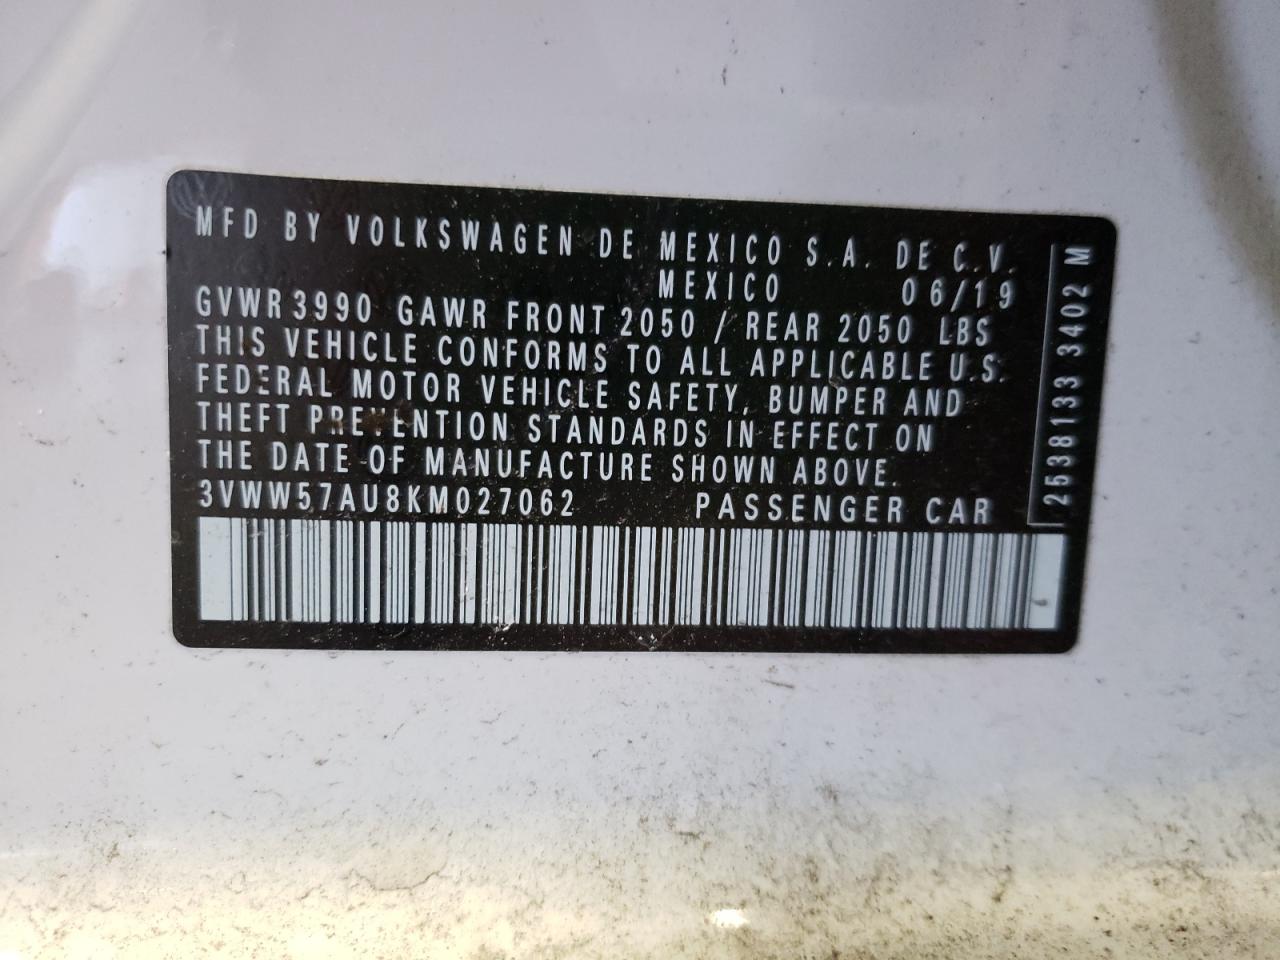 MFD BY VOLKSWAGEN DE MEXICO S.A. DE C.V.
MEXICO 06/19
GVWR 3990 GAWR FRONT 2050 / REAR 2050 LBS
THIS VEHICLE CONFORMS TO ALL APPLICABLE U.S.
FEDERAL MOTOR VEHICLE SAFETY, BUMPER AND
THEFT PREVENTION STANDARDS IN EFFECT ON
THE DATE OF MANUFACTURE SHOWN ABOVE.
3VWW57AU8KM027062 PASSENGER CAR
2538133 3402 M